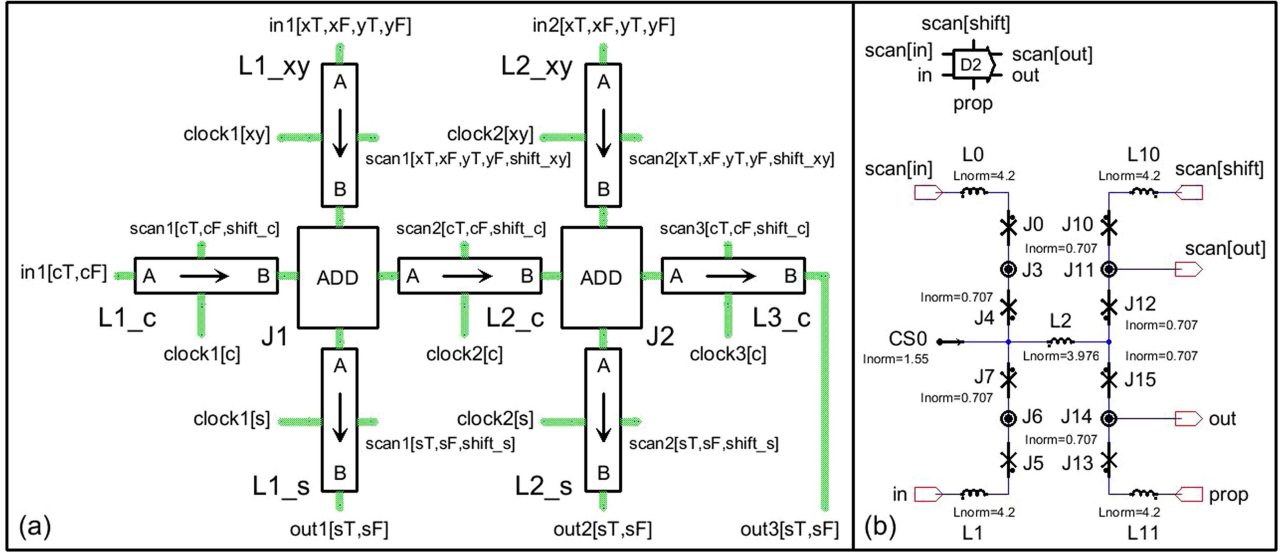 in1[xT,xF,yT,yF]
in2[xT,xF,yT,yF]
L1_xy
A
L2_xy
A
clock1[xy]
clock2[xy]
scan1[xT,xF,yT,yF,shift_xy]
scan2[xT,xF,yT,yF,shift_xy]
B
B
scan1[cT,cF,shift_c]
scan2[cT,cF,shift_c]
scan3[cT,cF,shift_c]
in1[cT,cF]
A
B
ADD
A
B
ADD
A
B
L1_c
J1
L2_c
J2
L3_c
clock1[c]
clock2[c]
clock3[c]
A
A
clock1[s]
clock2[s]
scan1[sT,sF,shift_s]
scan2[sT,sF,shift_s]
B
B
L1_s
L2_s
out1[sT,sF]
out2[sT,sF]
out3[sT,sF]
(a)
scan[shift]
scan[in]
D2
scan[out]
in
out
prop
scan[in]
L0
Lnorm=4.2
L10
Lnorm=4.2
scan[shift]
J0
J10
Inorm=0.707
scan[out]
J3
J11
Inorm=0.707
J4
J12
Inorm=0.707
CS0
Inorm=1.55
L2
Lnorm=3.976
Inorm=0.707
J7
J15
Inorm=0.707
J6
J14
out
Inorm=0.707
J5
J13
in
prop
Lnorm=4.2
L1
Lnorm=4.2
L11
(b)